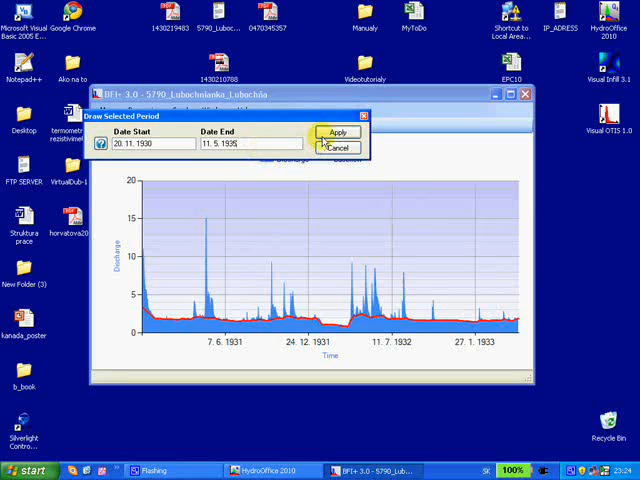 Microsoft Visual
Basic 2005 E...
Google Chrome
1430219483
5790_Luboc...
0470345357
Manualy
MyToDo
Shortcut to
Local Area...
IP_ADRESS
HydroOffice
2010
Notepad++
Ako na to
1430210788
Videotutorialy
EPC10
Visual Infill 3.1
BFI+ 3.0 - 5790_Lubochnianka_Lubochňa
Draw Selected Period
Date Start
Date End
Apply
20. 11. 1930
11. 5. 1935
Cancel
Desktop
termometr
rezistivime
Visual OTIS 1.0
FTP SERVER
VirtualDub-1
Struktura
prace
horvatova20
New Folder (3)
kanada_poster
b_book
Silverlight
Contro...
Recycle Bin
20
15
10
5
0
Discharge
7. 6. 1931
24. 12. 1931
11. 7. 1932
27. 1. 1933
Time
start
Flashing
HydroOffice 2010
BFI+ 3.0 - 5790_Lub...
SK
100%
23:24